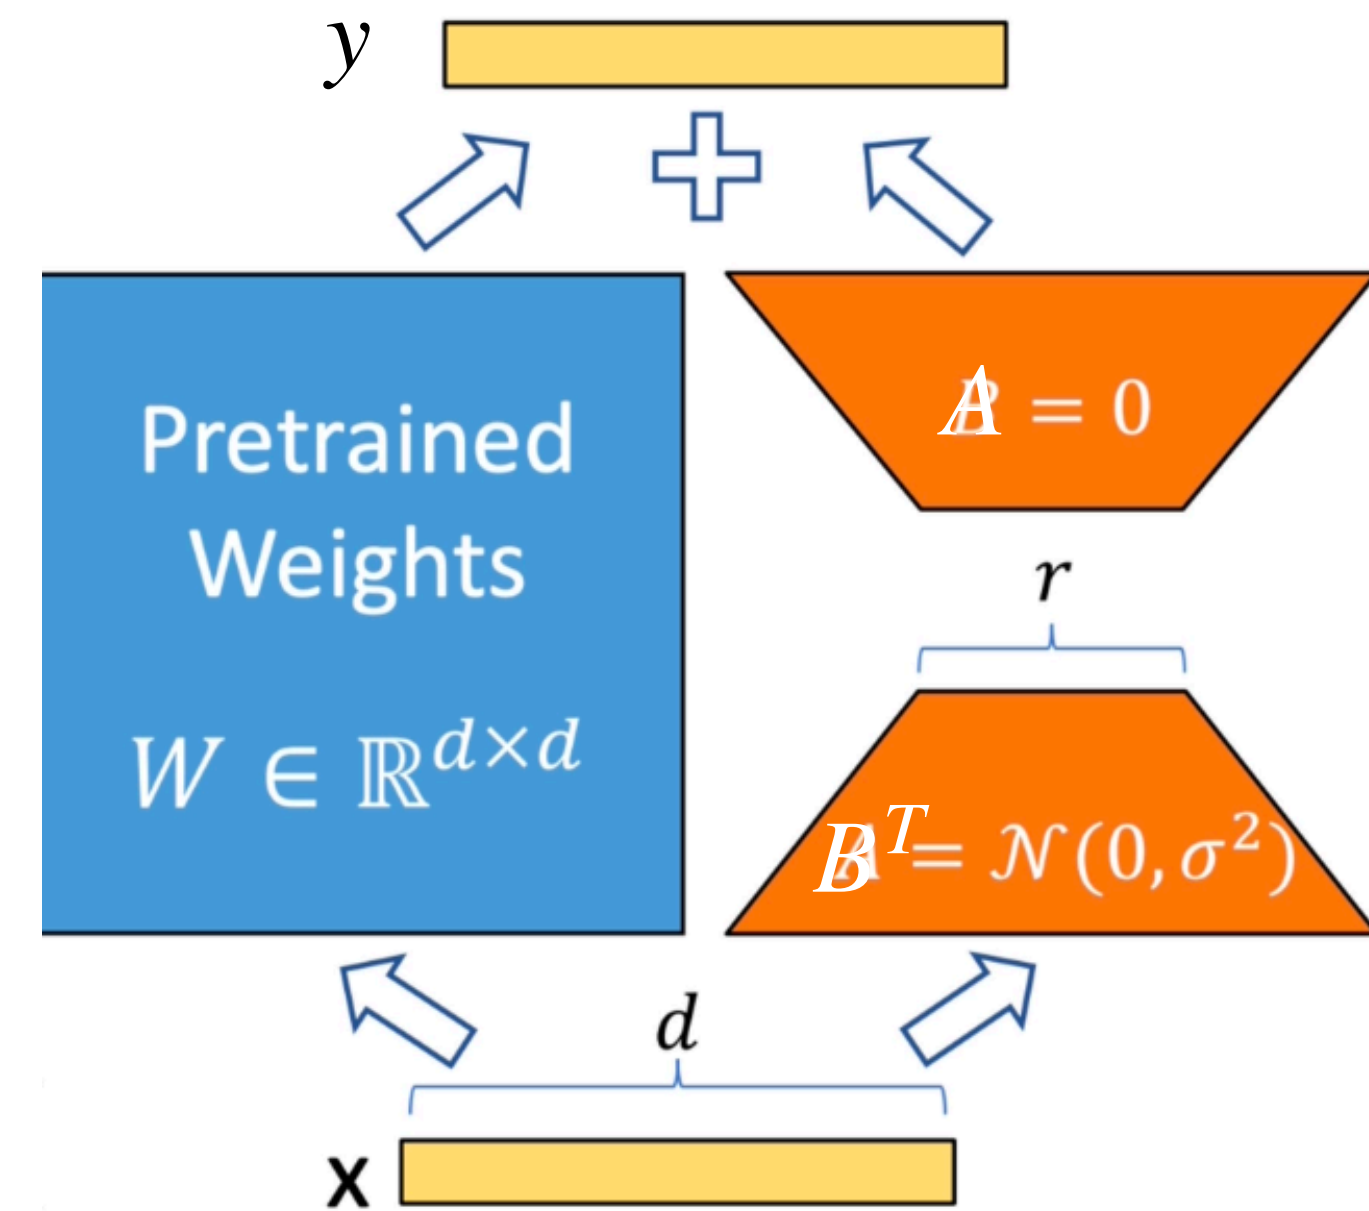 y
Pretrained
Weights
W ∈ ℝ^{d×d}
A = 0
r
B^T = 𝒩(0, σ²)
d
x